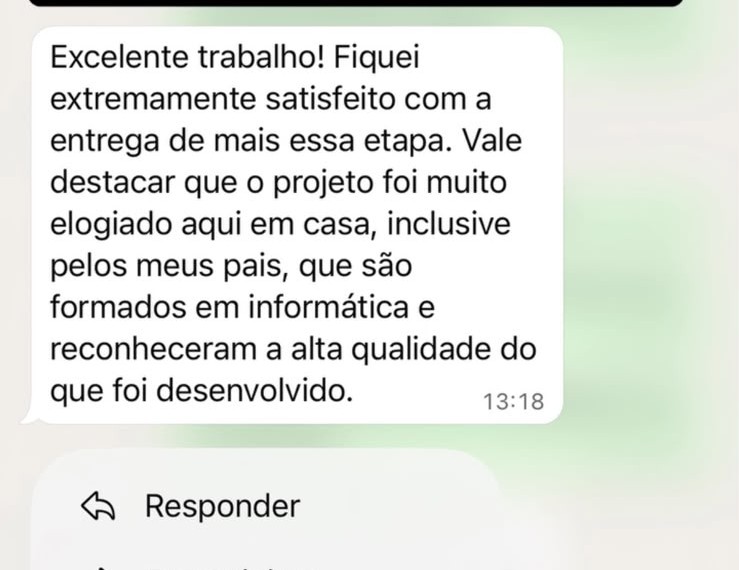 Excelente trabalho! Fiquei
extremamente satisfeito com a
entrega de mais essa etapa. Vale
destacar que o projeto foi muito
elogiado aqui em casa, inclusive
pelos meus pais, que são
formados em informática e
reconheceram a alta qualidade do
que foi desenvolvido.
13:18
Responder